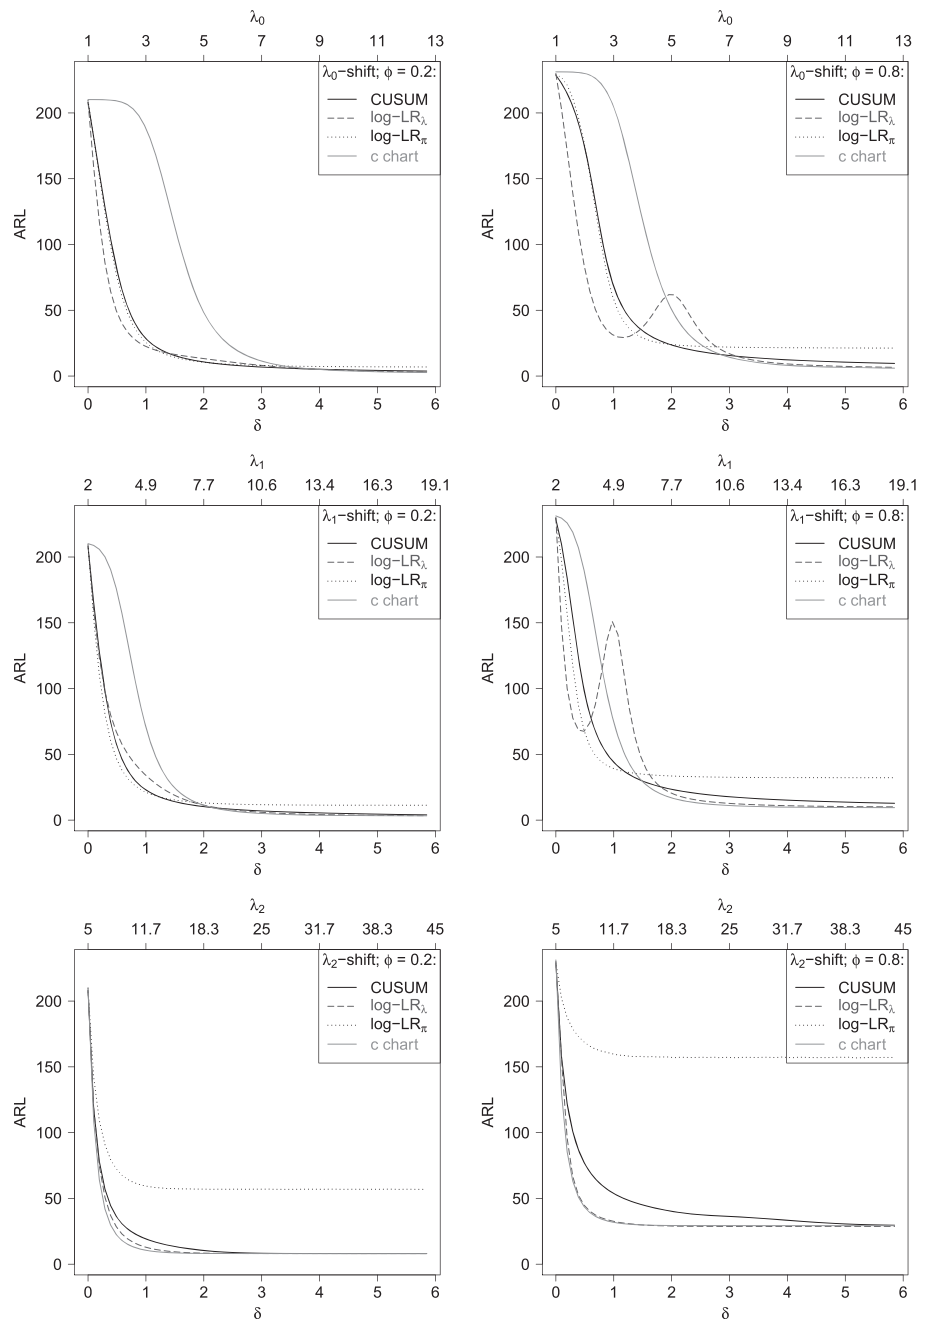 λ0
1 3 5 7 9 11 13
λ0−shift; ϕ = 0.2:
CUSUM
log−LRλ
log−LRπ
c chart
ARL
200
150
100
50
0
0 1 2 3 4 5 6
δ
λ0
1 3 5 7 9 11 13
λ0−shift; ϕ = 0.8:
CUSUM
log−LRλ
log−LRπ
c chart
ARL
200
150
100
50
0
0 1 2 3 4 5 6
δ
λ1
2 4.9 7.7 10.6 13.4 16.3 19.1
λ1−shift; ϕ = 0.2:
CUSUM
log−LRλ
log−LRπ
c chart
ARL
200
150
100
50
0
0 1 2 3 4 5 6
δ
λ1
2 4.9 7.7 10.6 13.4 16.3 19.1
λ1−shift; ϕ = 0.8:
CUSUM
log−LRλ
log−LRπ
c chart
ARL
200
150
100
50
0
0 1 2 3 4 5 6
δ
λ2
5 11.7 18.3 25 31.7 38.3 45
λ2−shift; ϕ = 0.2:
CUSUM
log−LRλ
log−LRπ
c chart
ARL
200
150
100
50
0
0 1 2 3 4 5 6
δ
λ2
5 11.7 18.3 25 31.7 38.3 45
λ2−shift; ϕ = 0.8:
CUSUM
log−LRλ
log−LRπ
c chart
ARL
200
150
100
50
0
0 1 2 3 4 5 6
δ